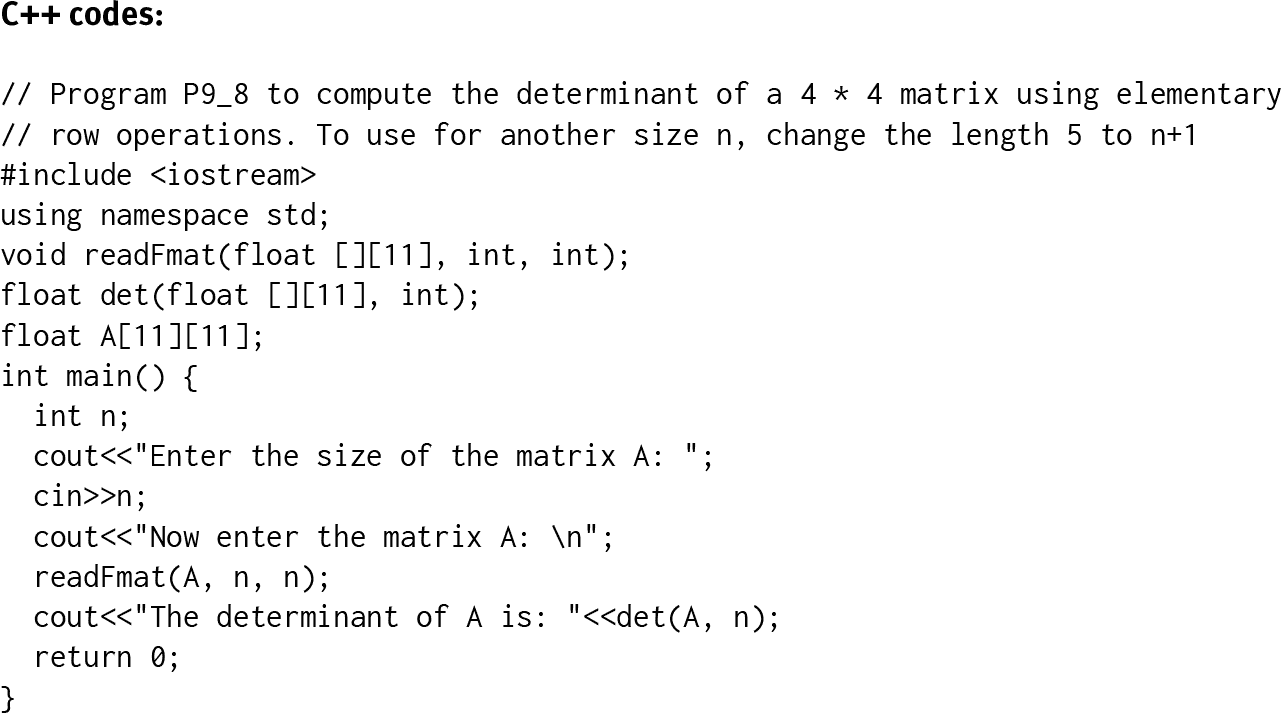 C++ codes:
// Program P9_8 to compute the determinant of a 4 * 4 matrix using elementary
// row operations. To use for another size n, change the length 5 to n+1
#include <iostream>
using namespace std;
void readFmat(float [][11], int, int);
float det(float [][11], int);
float A[11][11];
int main() {
  int n;
  cout<<"Enter the size of the matrix A: ";
  cin>>n;
  cout<<"Now enter the matrix A: \n";
  readFmat(A, n, n);
  cout<<"The determinant of A is: "<<det(A, n);
  return 0;
}